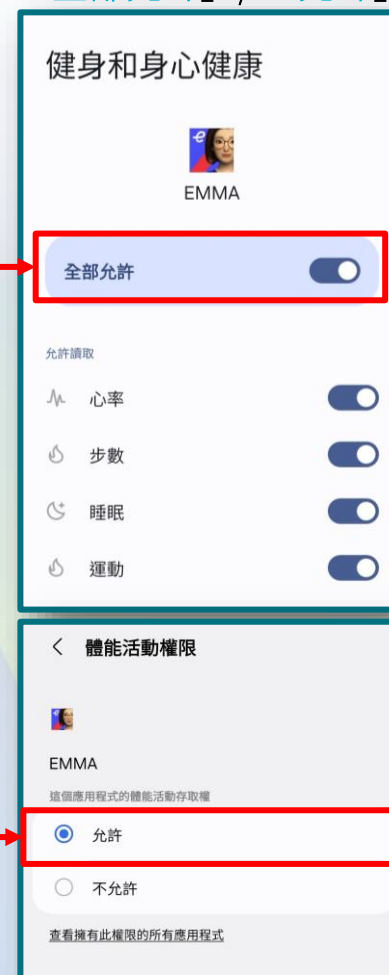 健身和身心健康
EMMA
全部允許
允許讀取
心率
步數
睡眠
運動
體能活動權限
EMMA
這個應用程式的體能活動存取權
允許
不允許
查看擁有此權限的所有應用程式